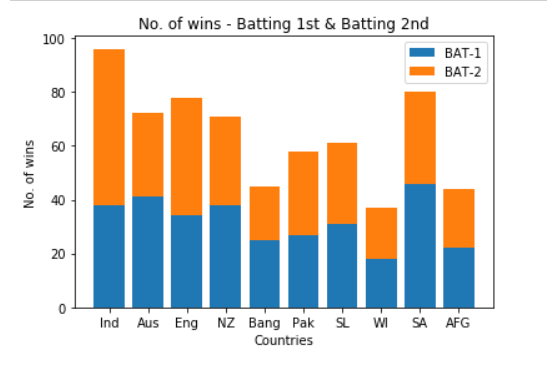 No. of wins - Batting 1st & Batting 2nd
BAT-1
BAT-2
100
80
60
40
20
0
No. of wins
Ind Aus Eng NZ Bang Pak SL WI SA AFG
Countries